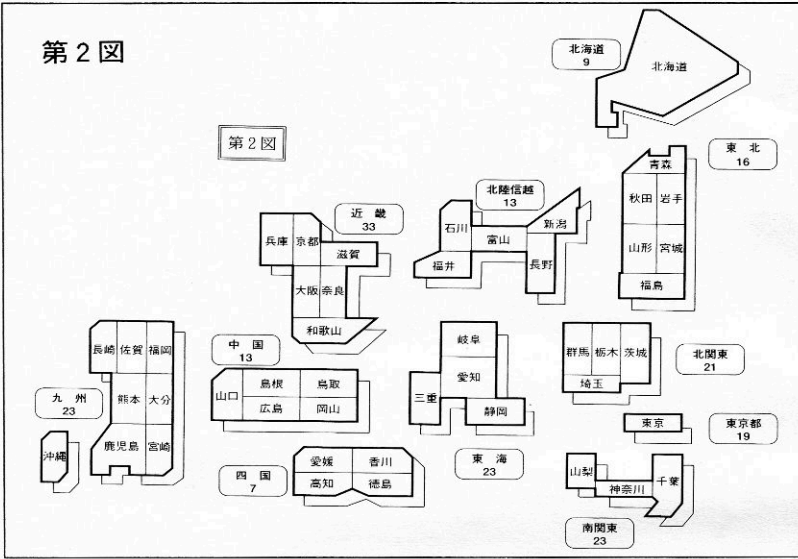 第2図
北海道
9
北海道
第2図
東 北
16
青森
秋田 岩手
山形 宮城
福島
北陸信越
13
石川
新潟
富山
福井
長野
近 畿
33
兵庫 京都
滋賀
大阪 奈良
和歌山
中 国
13
山口
島根 鳥取
広島 岡山
岐阜
愛知
三重
静岡
東 海
23
群馬 栃木 茨城
埼玉
北関東
21
東京
東京都
19
山梨
千葉
神奈川
南関東
23
長崎 佐賀 福岡
熊本 大分
鹿児島 宮崎
沖縄
九 州
23
四 国
7
愛媛 香川
高知 徳島